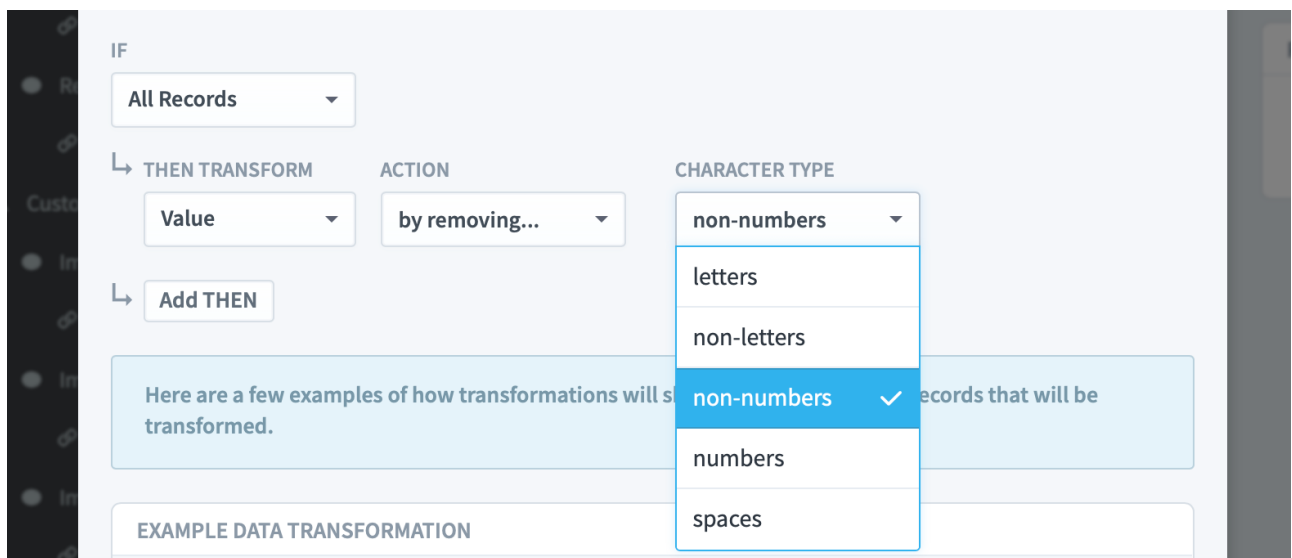 IF
All Records
THEN TRANSFORM
ACTION
CHARACTER TYPE
Value
by removing...
non-numbers
letters
Add THEN
non-letters
Here are a few examples of how transformations will
non-numbers
that will be
transformed.
numbers
spaces
EXAMPLE DATA TRANSFORMATION